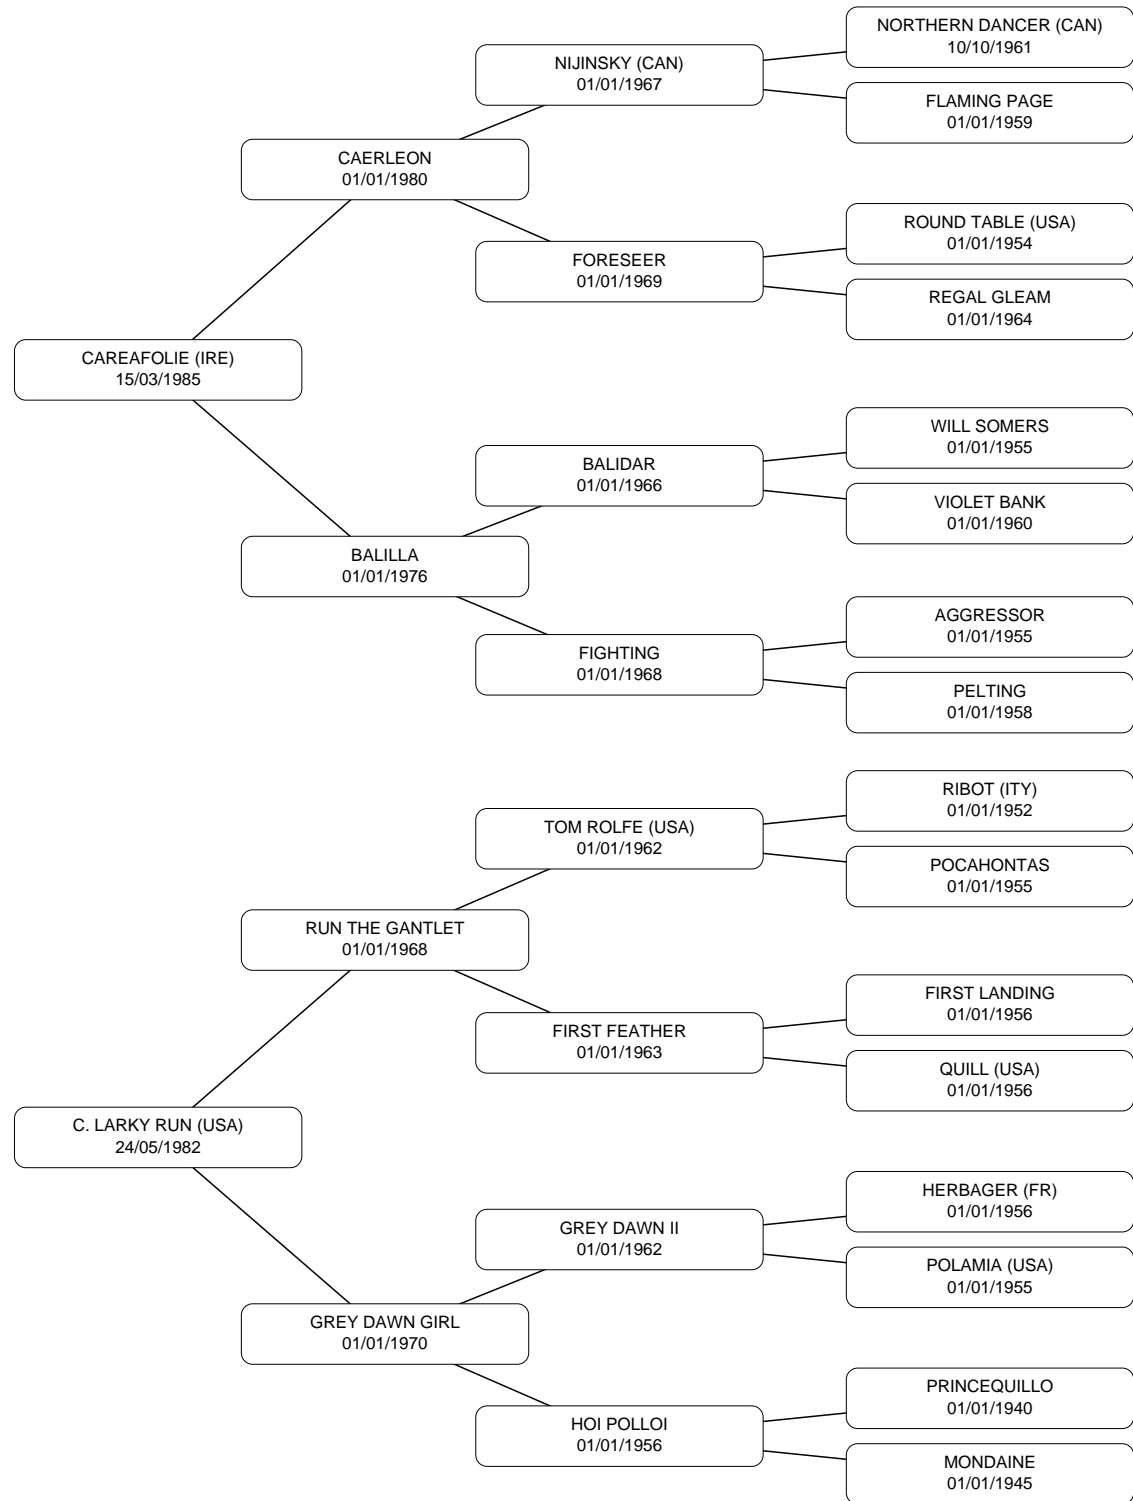 NORTHERN DANCER (CAN)
10/10/1961
NIJINSKY (CAN)
01/01/1967
FLAMING PAGE
01/01/1959
CAERLEON
01/01/1980
ROUND TABLE (USA)
01/01/1954
FORESEER
01/01/1969
REGAL GLEAM
01/01/1964
CAREAFOLIE (IRE)
15/03/1985
WILL SOMERS
01/01/1955
BALIDAR
01/01/1966
VIOLET BANK
01/01/1960
BALILLA
01/01/1976
AGGRESSOR
01/01/1955
FIGHTING
01/01/1968
PELTING
01/01/1958
RIBOT (ITY)
01/01/1952
TOM ROLFE (USA)
01/01/1962
POCAHONTAS
01/01/1955
RUN THE GANTLET
01/01/1968
FIRST LANDING
01/01/1956
FIRST FEATHER
01/01/1963
QUILL (USA)
01/01/1956
C. LARKY RUN (USA)
24/05/1982
HERBAGER (FR)
01/01/1956
GREY DAWN II
01/01/1962
POLAMIA (USA)
01/01/1955
GREY DAWN GIRL
01/01/1970
PRINCEQUILLO
01/01/1940
HOI POLLOI
01/01/1956
MONDAINE
01/01/1945